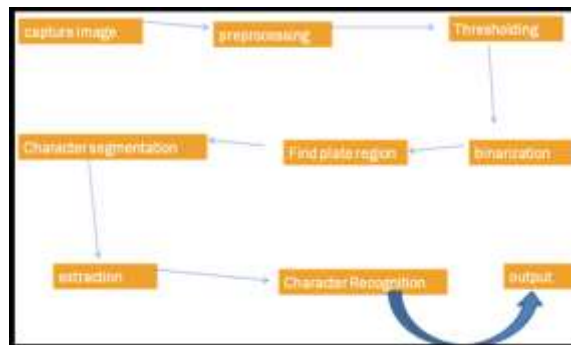 capture image
preprocessing
Thresholding
binarization
Find plate region
Character segmentation
extraction
Character Recognition
output